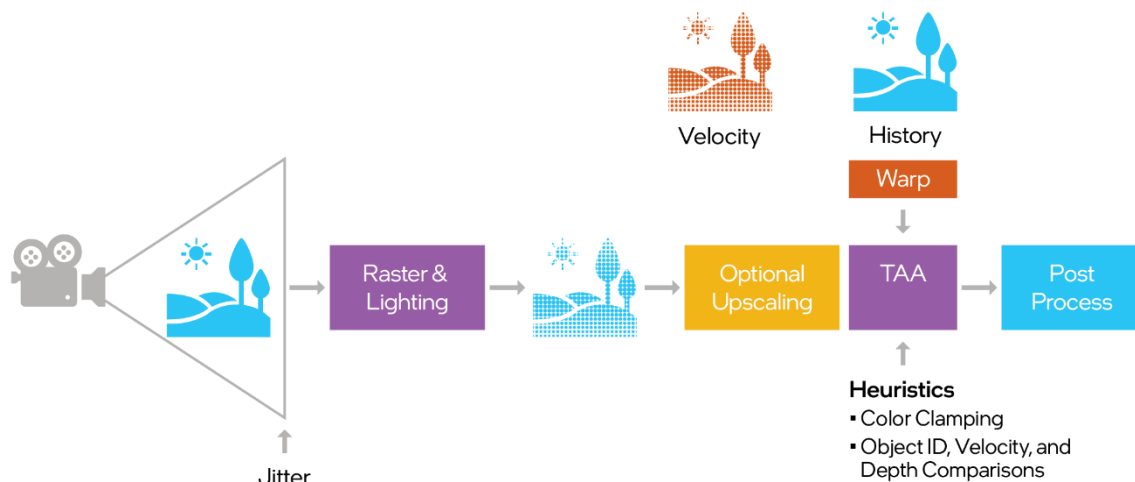 Velocity
History
Warp
Raster &
Lighting
Optional
Upscaling
TAA
Post
Process
Heuristics
▪ Color Clamping
▪ Object ID, Velocity, and
Depth Comparisons
Jitter